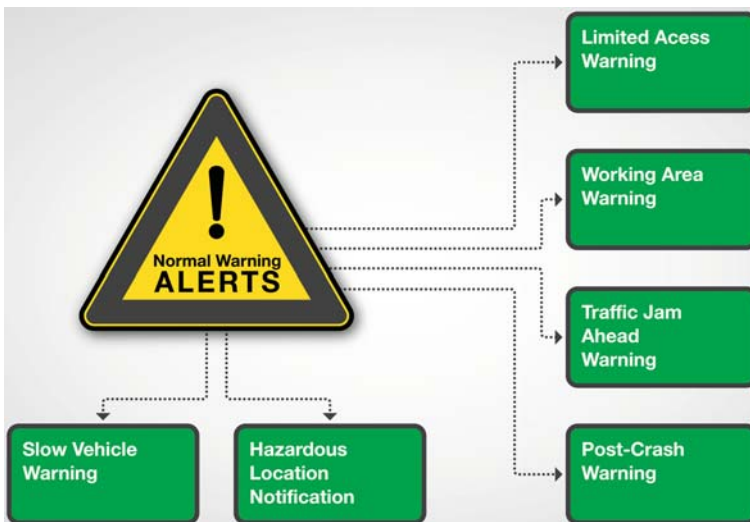 Limited Acess
Warning
!
Normal Warning
ALERTS
Working Area
Warning
Traffic Jam
Ahead
Warning
Slow Vehicle
Warning
Hazardous
Location
Notification
Post-Crash
Warning